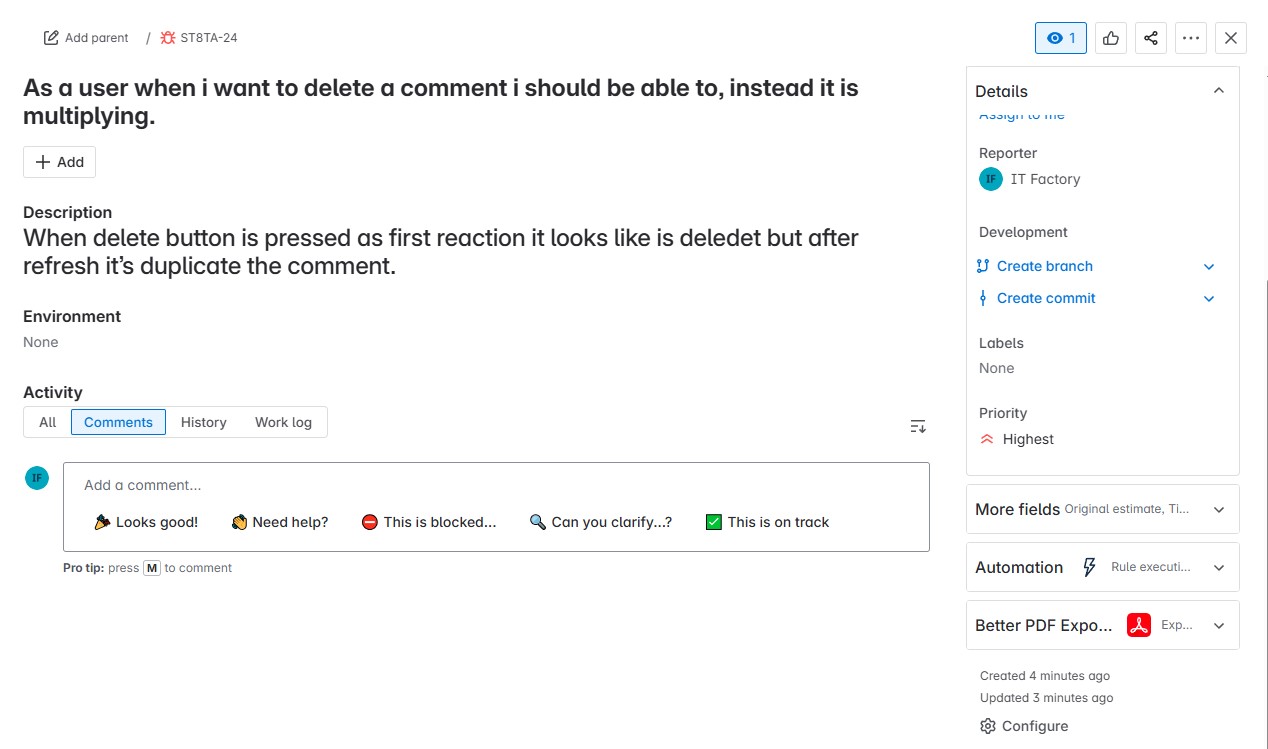 Add parent / ST8TA-24
1
As a user when i want to delete a comment i should be able to, instead it is
multiplying.
Add
Description
When delete button is pressed as first reaction it looks like is deledet but after
refresh it's duplicate the comment.
Environment
None
Activity
All Comments History Work log
IF
Add a comment...
Looks good! Need help? This is blocked... Can you clarify...? This is on track
Pro tip: press M to comment
Details
Assign to me
Reporter
IF IT Factory
Development
Create branch
Create commit
Labels
None
Priority
Highest
More fields Original estimate, Ti...
Automation Rule executi...
Better PDF Expo... Exp...
Created 4 minutes ago
Updated 3 minutes ago
Configure